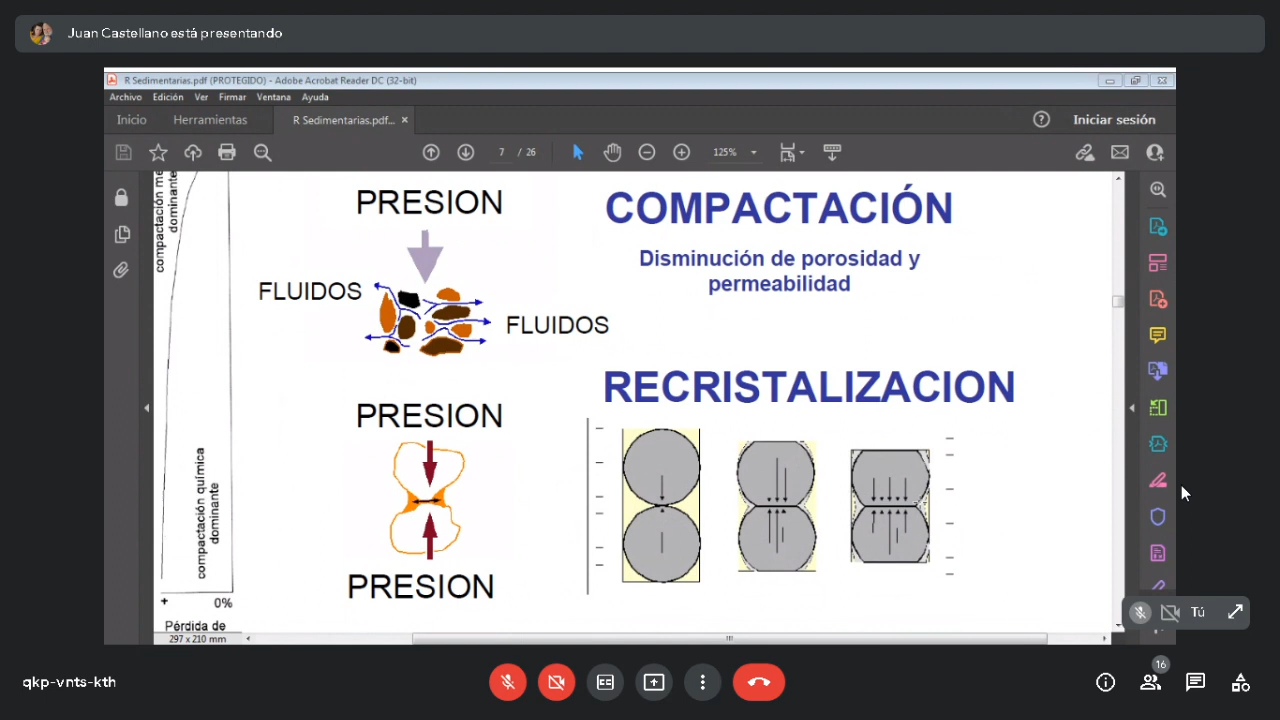 Juan Castellano está presentando
R Sedimentarias.pdf (PROTEGIDO) - Adobe Acrobat Reader DC (32-bit)
Archivo Edición Ver Firmar Ventana Ayuda
Inicio Herramientas R Sedimentarias.pdf... × Iniciar sesión
7 / 26 125%
compactación me
dominante
PRESION
COMPACTACIÓN
Disminución de porosidad y
permeabilidad
FLUIDOS
FLUIDOS
RECRISTALIZACION
PRESION
compactación química
dominante
PRESION
+ 0%
Pérdida de
297 x 210 mm
Tú
qkp-vnts-kth
16